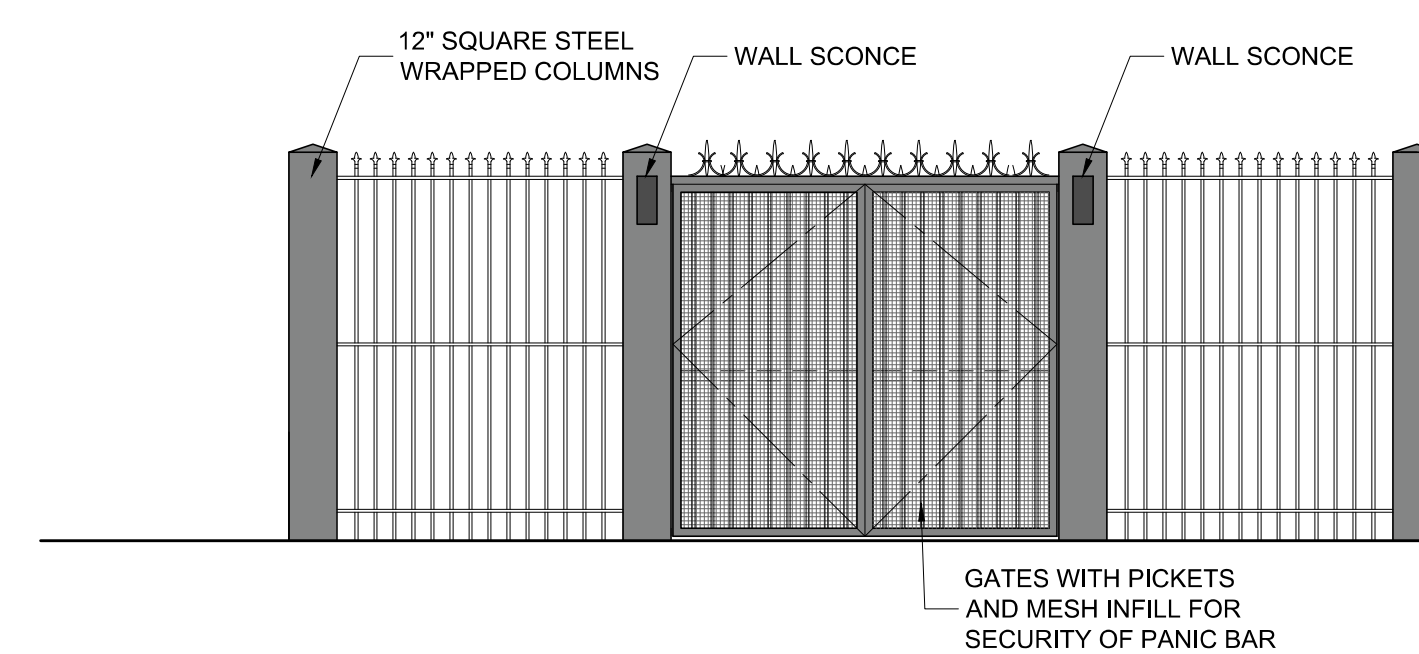 12" SQUARE STEEL
WRAPPED COLUMNS
WALL SCONCE
WALL SCONCE
GATES WITH PICKETS
AND MESH INFILL FOR
SECURITY OF PANIC BAR